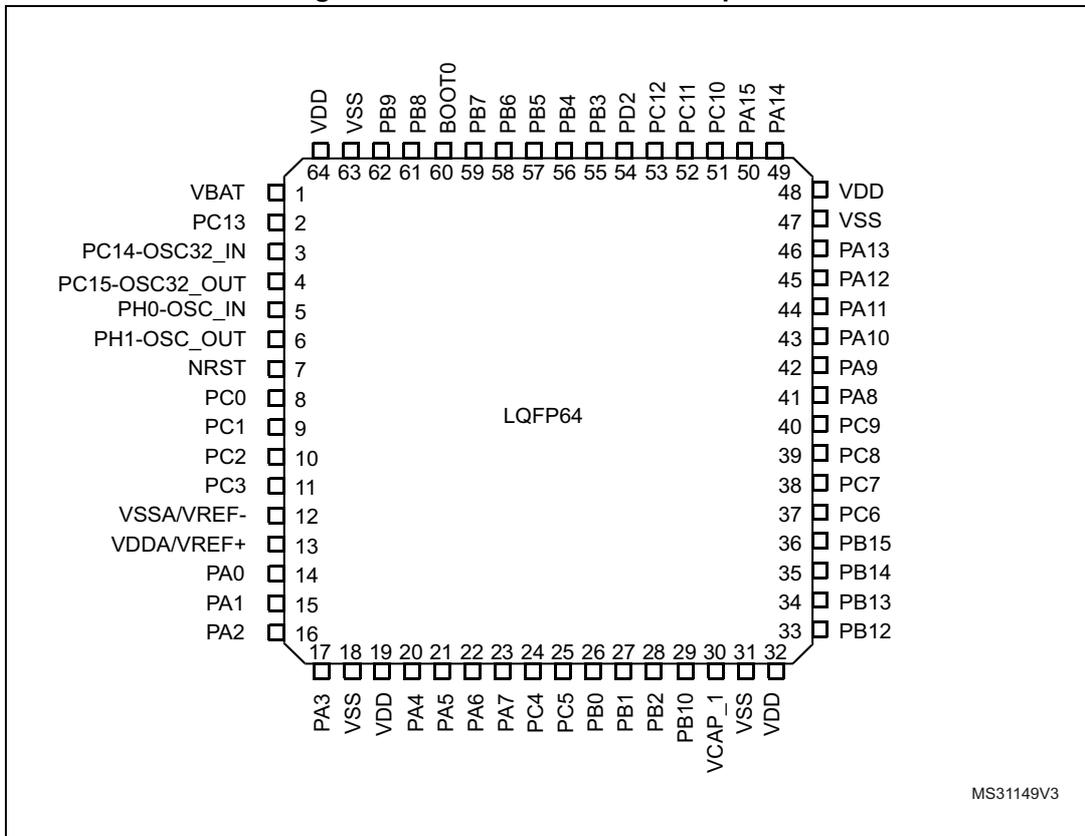 VDD
VSS
PB9
PB8
BOOT0
PB7
PB6
PB5
PB4
PB3
PD2
PC12
PC11
PC10
PA15
PA14
64 63 62 61 60 59 58 57 56 55 54 53 52 51 50 49
VBAT 1
PC13 2
PC14-OSC32_IN 3
PC15-OSC32_OUT 4
PH0-OSC_IN 5
PH1-OSC_OUT 6
NRST 7
PC0 8
PC1 9
PC2 10
PC3 11
VSSA/VREF- 12
VDDA/VREF+ 13
PA0 14
PA1 15
PA2 16
LQFP64
48 VDD
47 VSS
46 PA13
45 PA12
44 PA11
43 PA10
42 PA9
41 PA8
40 PC9
39 PC8
38 PC7
37 PC6
36 PB15
35 PB14
34 PB13
33 PB12
17 18 19 20 21 22 23 24 25 26 27 28 29 30 31 32
PA3
VSS
VDD
PA4
PA5
PA6
PA7
PC4
PC5
PB0
PB1
PB2
PB10
VCAP_1
VSS
VDD
MS31149V3